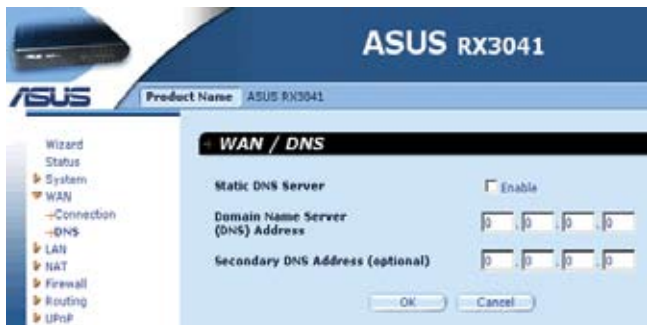 ASUS RX3041
ASUS
Product Name ASUS RX3041
Wizard
Status
System
WAN
Connection
DNS
LAN
NAT
Firewall
Routing
UPnP
WAN / DNS
Static DNS Server Enable
Domain Name Server
(DNS) Address 0 . 0 . 0 . 0
Secondary DNS Address (optional) 0 . 0 . 0 . 0
OK Cancel